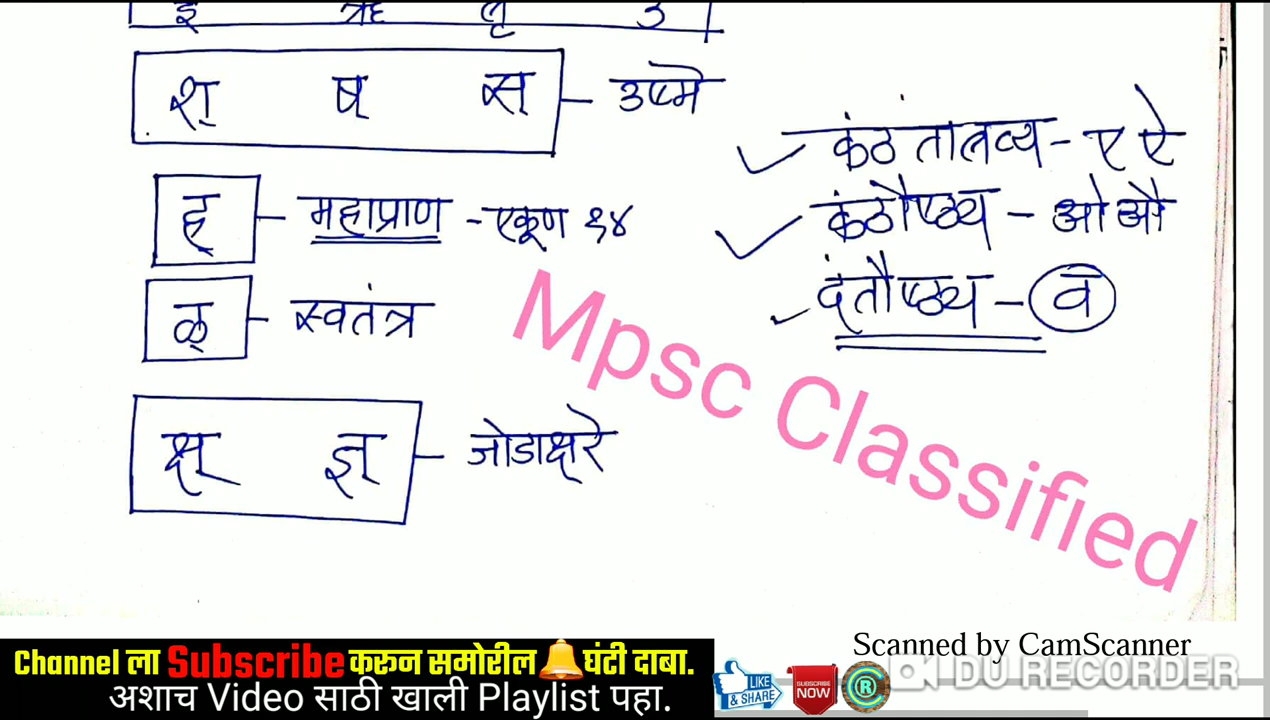 इ ऋ लृ उ
श् ष् स् - उष्मे
ह् - महाप्राण - एकूण १४
ळ् - स्वतंत्र
क्ष् ज्ञ् - जोडाक्षरे
कंठतालव्य - ए ऐ
कंठौष्ठ्य - ओ औ
दंतौष्ठ्य - व
Mpsc Classified
Scanned by CamScanner
DU RECORDER
Channel ला Subscribe करून समोरील घंटी दाबा.
अशाच Video साठी खाली Playlist पहा.
LIKE & SHARE
SUBSCRIBE NOW
R